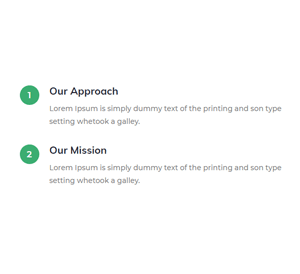 1 Our Approach
Lorem Ipsum is simply dummy text of the printing and son type
setting whetook a galley.
2 Our Mission
Lorem Ipsum is simply dummy text of the printing and son type
setting whetook a galley.